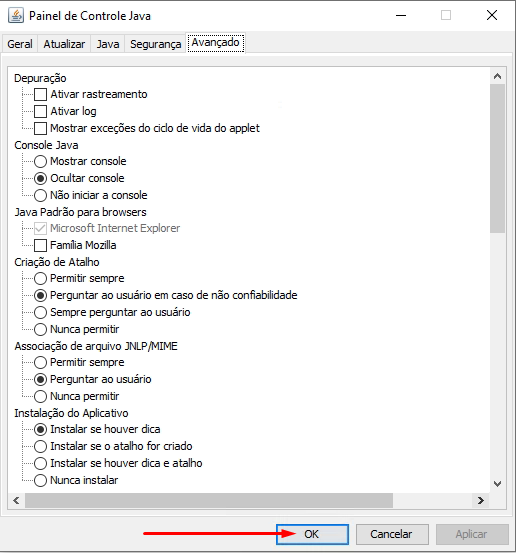 Painel de Controle Java
Geral Atualizar Java Segurança Avançado
Depuração
Ativar rastreamento
Ativar log
Mostrar exceções do ciclo de vida do applet
Console Java
Mostrar console
Ocultar console
Não iniciar a console
Java Padrão para browsers
Microsoft Internet Explorer
Família Mozilla
Criação de Atalho
Permitir sempre
Perguntar ao usuário em caso de não confiabilidade
Sempre perguntar ao usuário
Nunca permitir
Associação de arquivo JNLP/MIME
Permitir sempre
Perguntar ao usuário
Nunca permitir
Instalação do Aplicativo
Instalar se houver dica
Instalar se o atalho for criado
Instalar se houver dica e atalho
Nunca instalar
OK Cancelar Aplicar